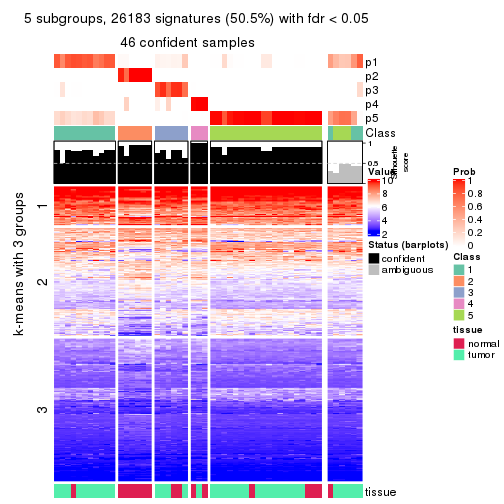 5 subgroups, 26183 signatures (50.5%) with fdr < 0.05
46 confident samples
p1
p2
p3
p4
p5
Class
1
0.5
0
Silhouette
score
k-means with 3 groups
1
2
3
tissue
Value
10
8
6
4
2
Status (barplots)
confident
ambiguous
Prob
1
0.8
0.6
0.4
0.2
0
Class
1
2
3
4
5
tissue
normal
tumor